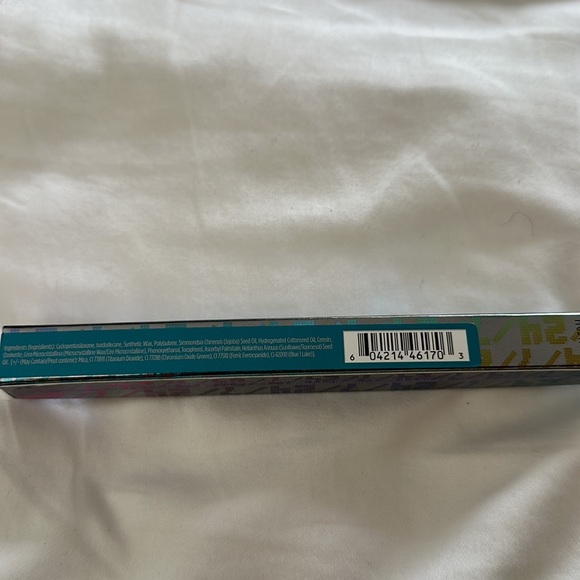 Ingredients (Ingrédients): Cyclopentasiloxane, Isododecane, Synthetic Wax, Polybutene, Simmondsia Chinensis (Jojoba) Seed Oil, Hydrogenated Cottonseed Oil, Ceresin,
Ozokerite, Cera Microcristallina (Microcrystalline Wax/Cire Microcristalline), Phenoxyethanol, Tocopherol, Ascorbyl Palmitate, Helianthus Annuus (Sunflower/Tournesol) Seed
Oil. [+/- (May Contain/Peut contenir): Mica, CI 77891 (Titanium Dioxide), CI 77288 (Chromium Oxide Greens), CI 77510 (Ferric Ferrocyanide), CI 42090 (Blue 1 Lake)].
6 04214 46170 3